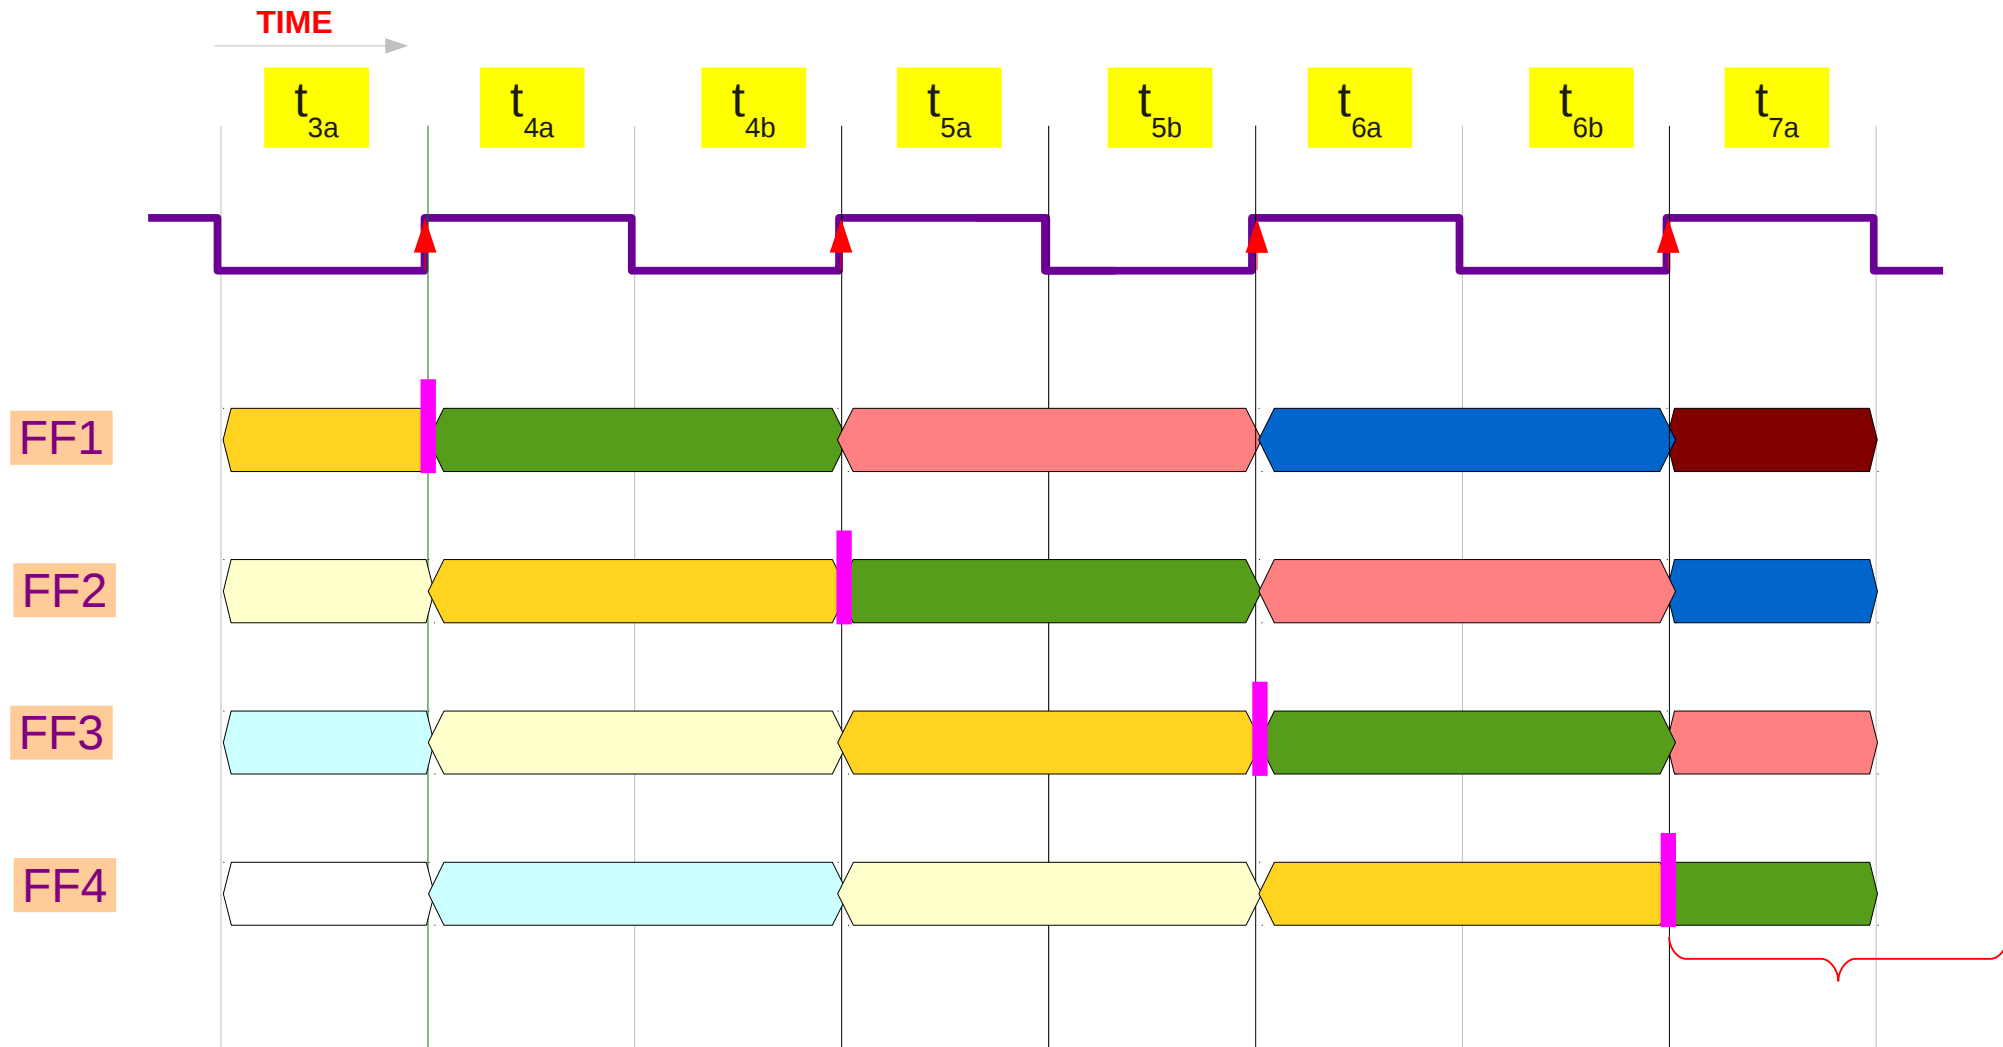 TIME
t3a t4a t4b t5a t5b t6a t6b t7a
FF1
FF2
FF3
FF4